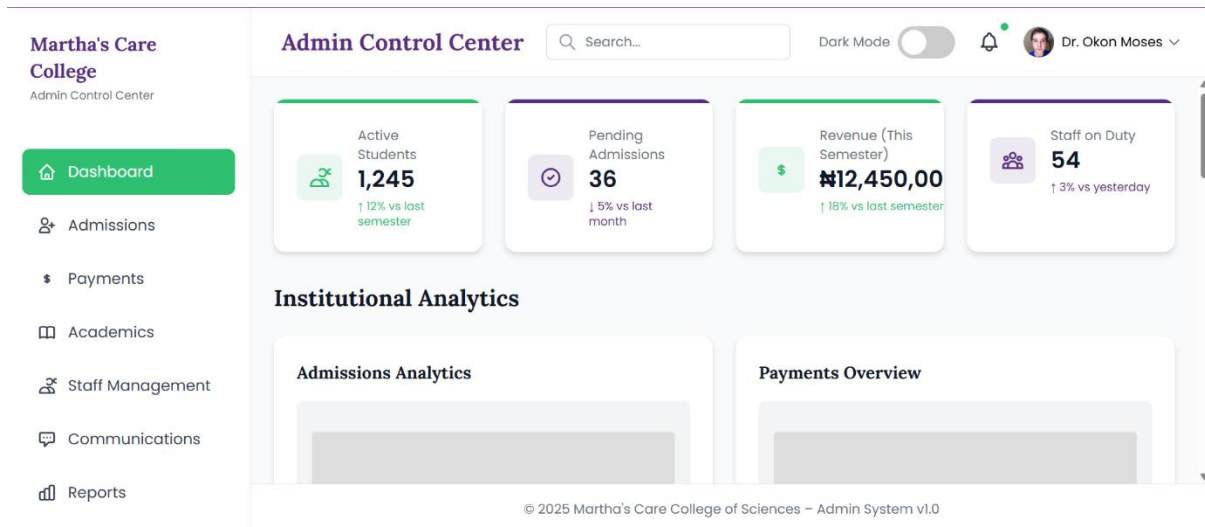 Martha's Care
College
Admin Control Center
Dashboard
Admissions
Payments
Academics
Staff Management
Communications
Reports
Admin Control Center
Search...
Dark Mode
Dr. Okon Moses
Active
Students
1,245
↑ 12% vs last
semester
Pending
Admissions
36
↓ 5% vs last
month
Revenue (This
Semester)
₦12,450,00
↑ 18% vs last semester
Staff on Duty
54
↑ 3% vs yesterday
Institutional Analytics
Admissions Analytics
Payments Overview
© 2025 Martha's Care College of Sciences – Admin System v1.0